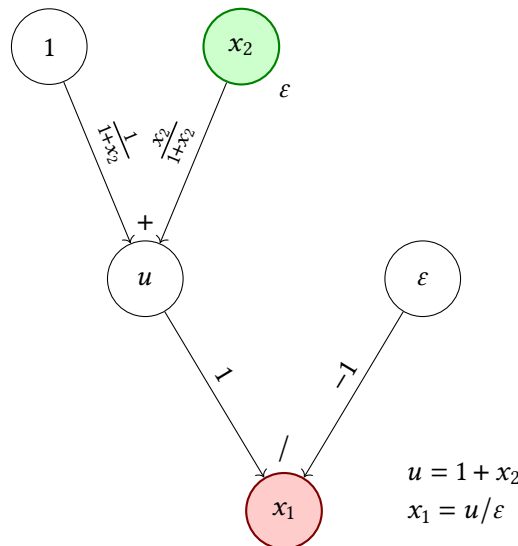 1
x₂
ε
1/(1+x₂)
x₂/(1+x₂)
+
u
ε
1
−1
/
x₁
u = 1 + x₂
x₁ = u/ε